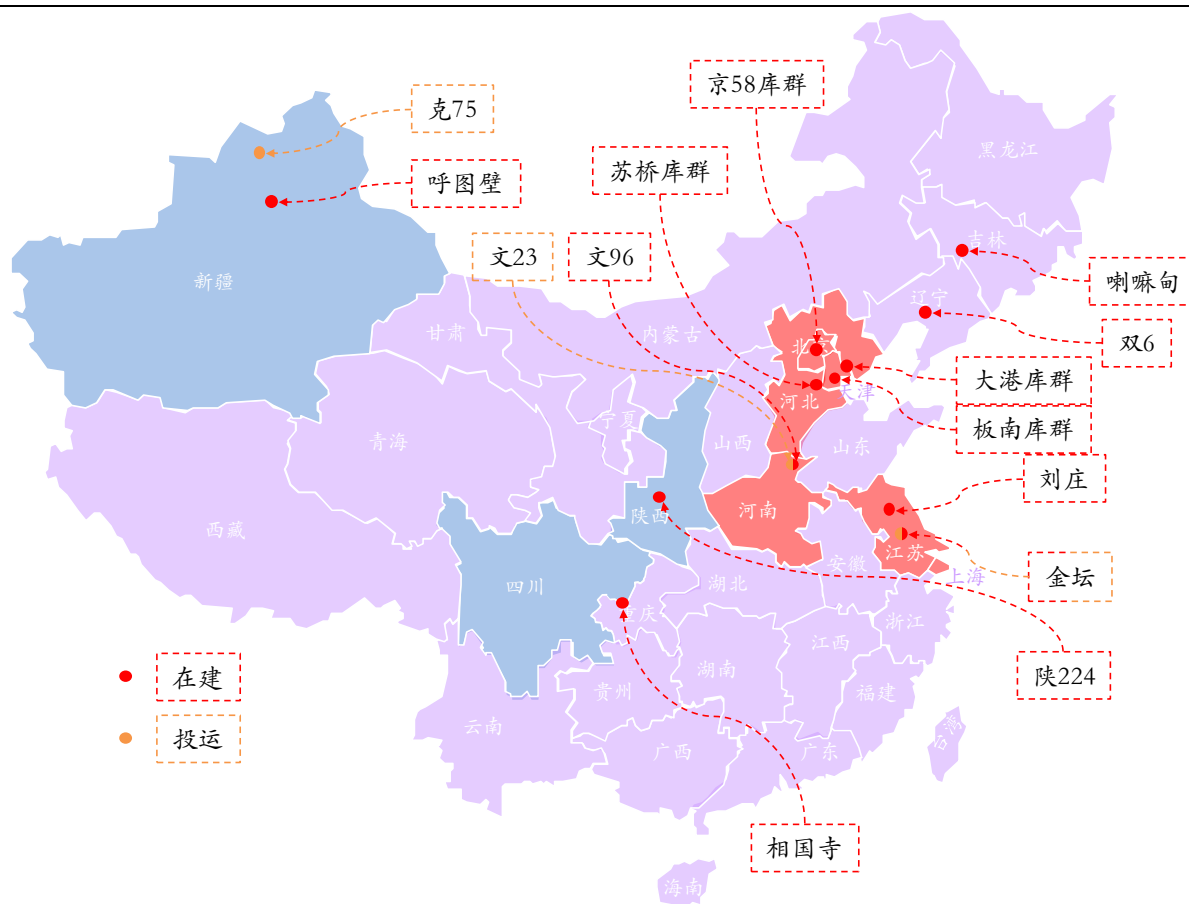 京58库群
克75
黑龙江
苏桥库群
呼图壁
吉林
文23
文96
喇嘛甸
新疆
辽宁
甘肃
内蒙古
双6
北京
大港库群
天津
河北
板南库群
宁夏
青海
山西
山东
刘庄
河南
陕西
西藏
江苏
金坛
安徽
上海
四川
湖北
重庆
浙江
江西
在建
湖南
陕224
贵州
福建
云南
投运
台湾
广西
广东
相国寺
海南